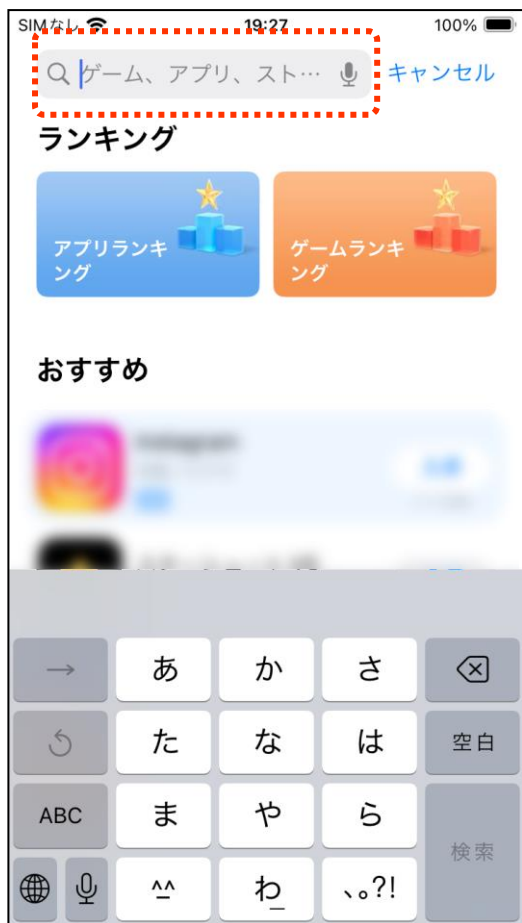 SIMなし 19:27 100%
ゲーム、アプリ、スト… キャンセル
ランキング
アプリランキ
ング
ゲームランキ
ング
おすすめ
Instagram
→ あ か さ
た な は 空白
ABC ま や ら
検索
^^ わ_ 、。?!